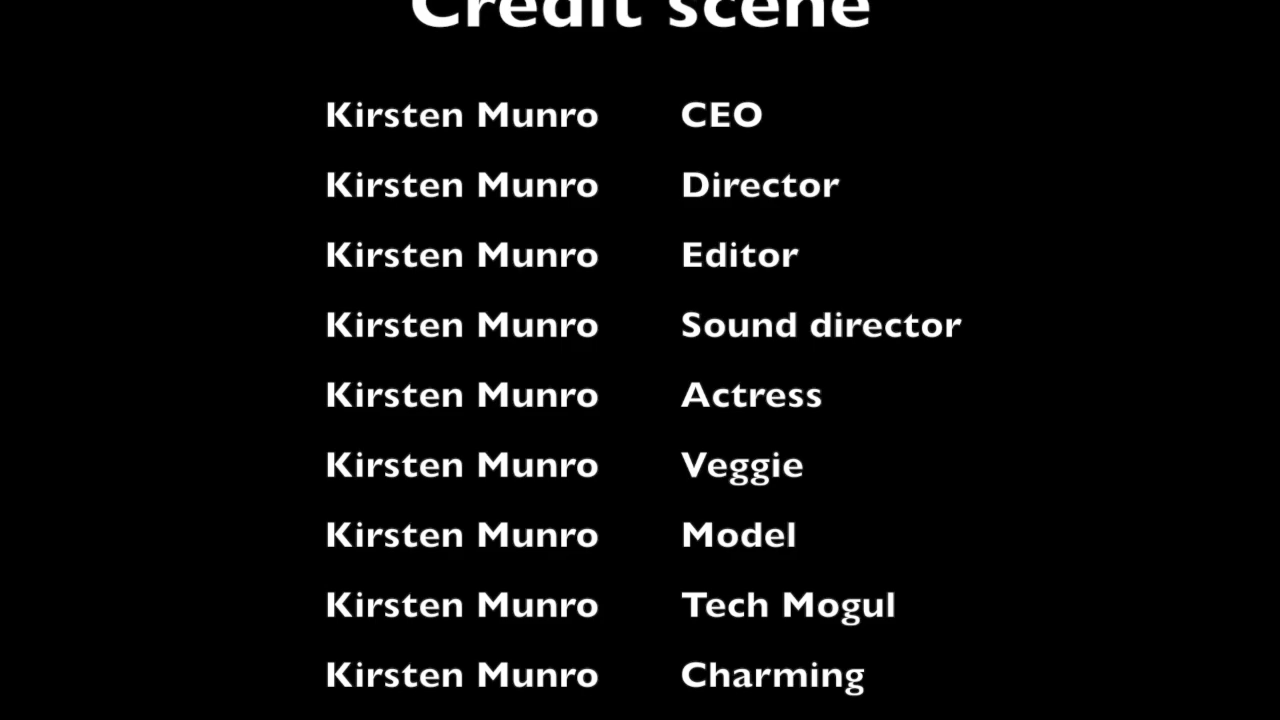 Credit scene
Kirsten Munro CEO
Kirsten Munro Director
Kirsten Munro Editor
Kirsten Munro Sound director
Kirsten Munro Actress
Kirsten Munro Veggie
Kirsten Munro Model
Kirsten Munro Tech Mogul
Kirsten Munro Charming